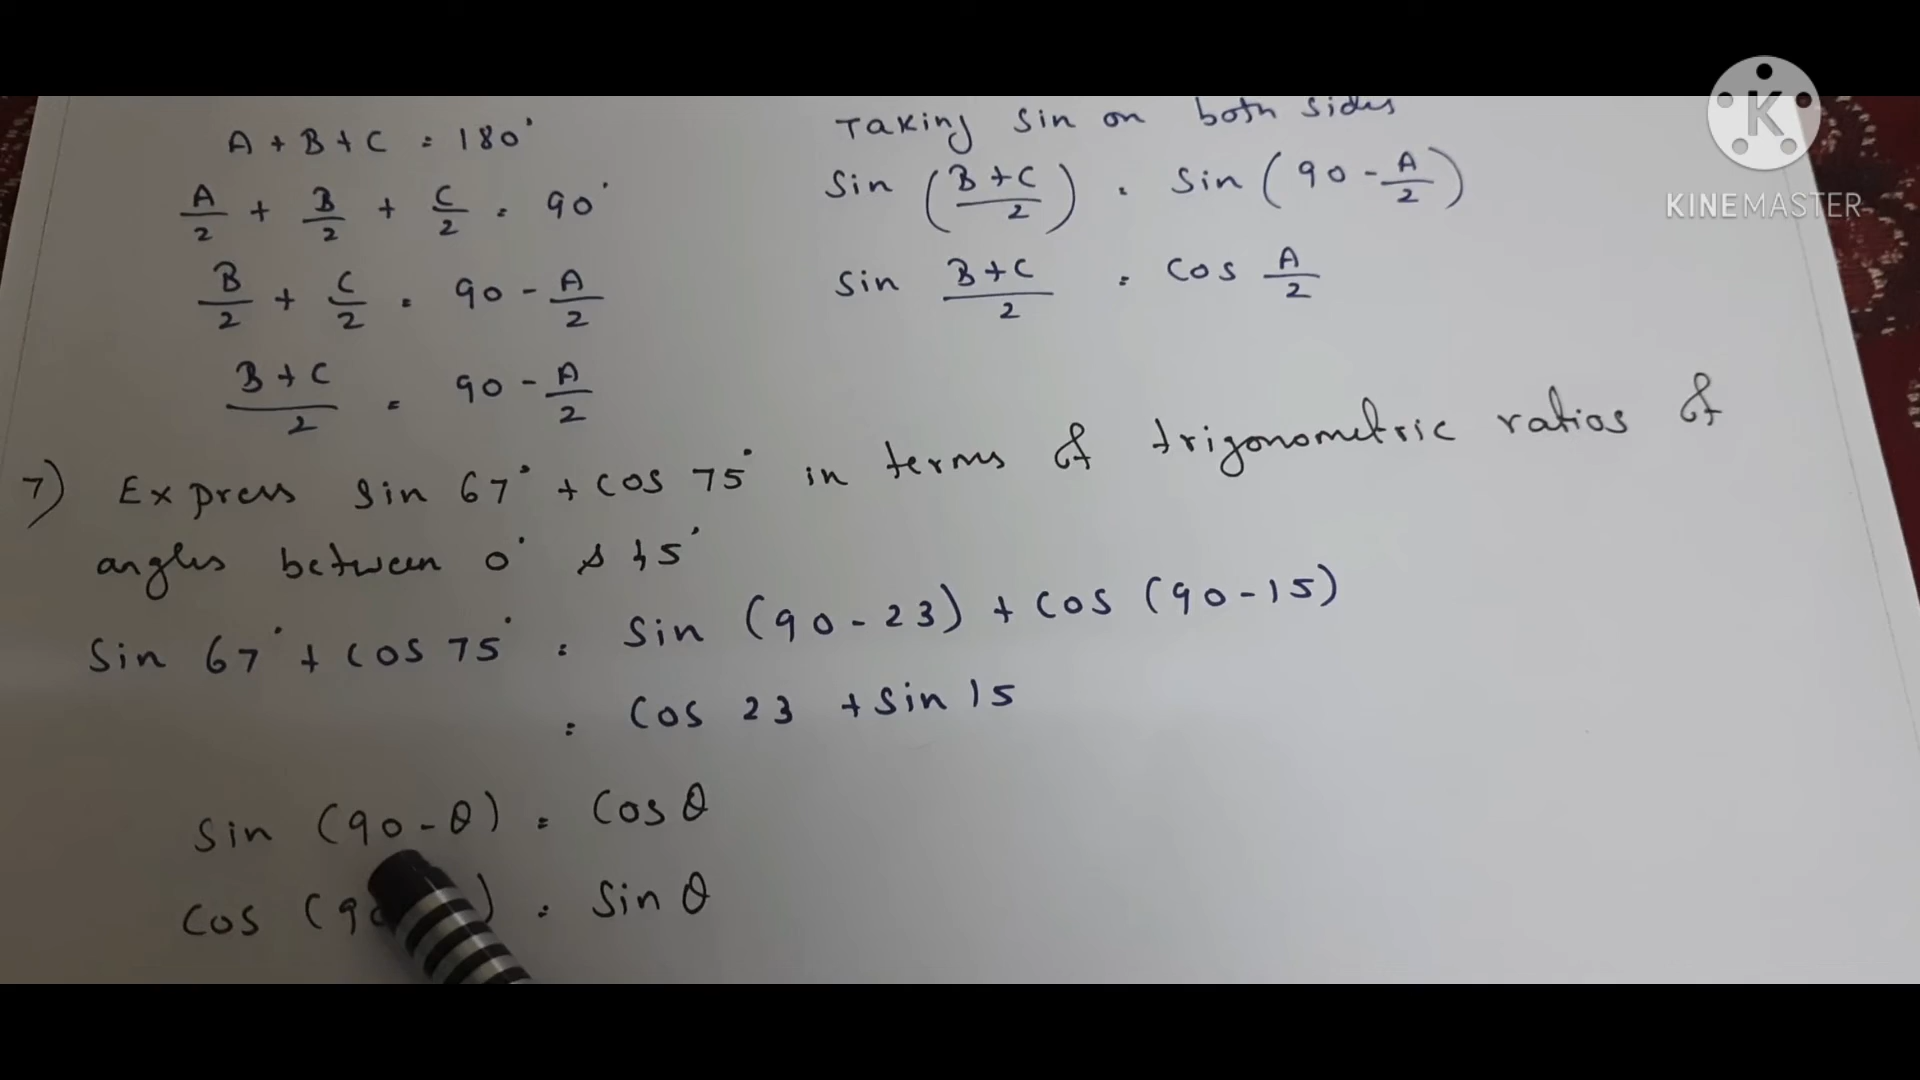 A + B + C = 180°
A/2 + B/2 + C/2 = 90°
B/2 + C/2 = 90 - A/2
B + C / 2 = 90 - A/2
Taking Sin on both sides
Sin (B + C / 2) = Sin (90 - A/2)
Sin B + C / 2 = Cos A/2
KINEMASTER
7) Express Sin 67° + Cos 75° in terms of trigonometric ratios of
angles between 0° & 45°
Sin 67° + Cos 75° = Sin (90 - 23) + Cos (90 - 15)
= Cos 23 + Sin 15
Sin (90 - θ) = Cos θ
Cos (90 ) = Sin θ